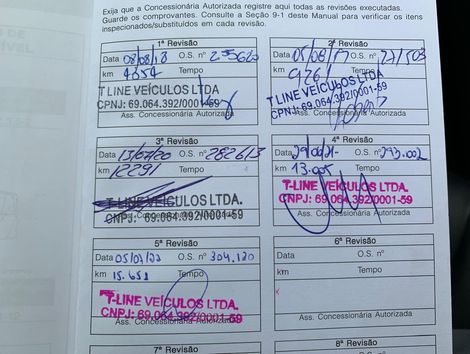 Exija que a Concessionária Autorizada registre aqui todas as revisões executadas.
Guarde os comprovantes. Consulte a Seção 9-1 deste Manual para verificar os itens
inspecionados/substituídos em cada revisão.
1ª Revisão
Data 08/08/18 O.S. nº
km Tempo
T LINE VEÍCULOS LTDA
CPNJ: 69.064.392/0001-59
Ass. Concessionária Autorizada
2ª Revisão
Data O.S. nº
km Tempo
T LINE VEÍCULOS LTDA
CPNJ: 69.064.392/0001-59
Ass. Concessionária Autorizada
3ª Revisão
Data O.S. nº 282613
km 12291 Tempo
T-LINE VEÍCULOS LTDA.
CNPJ: 69.064.392/0001-59
Ass. Concessionária Autorizada
4ª Revisão
Data O.S. nº 293.002
km Tempo
T-LINE VEÍCULOS LTDA.
CNPJ: 69.064.392/0001-59
Ass. Concessionária Autorizada
5ª Revisão
Data 05/03/22 O.S. nº 304.120
km 15.651 Tempo
T-LINE VEÍCULOS LTDA.
CNPJ: 69.064.392/0001-59
Ass. Concessionária Autorizada
6ª Revisão
Data O.S. nº
km Tempo
Ass. Concessionária Autorizada
7ª Revisão
8ª Revisão